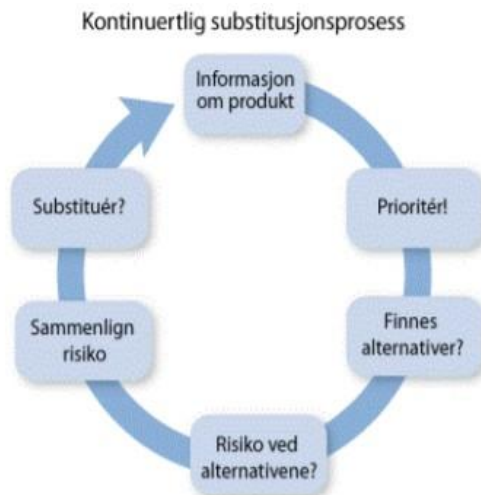 Kontinuertlig substitusjonsprosess
Informasjon
om produkt
Prioritér!
Finnes
alternativer?
Risiko ved
alternativene?
Sammenlign
risiko
Substituér?